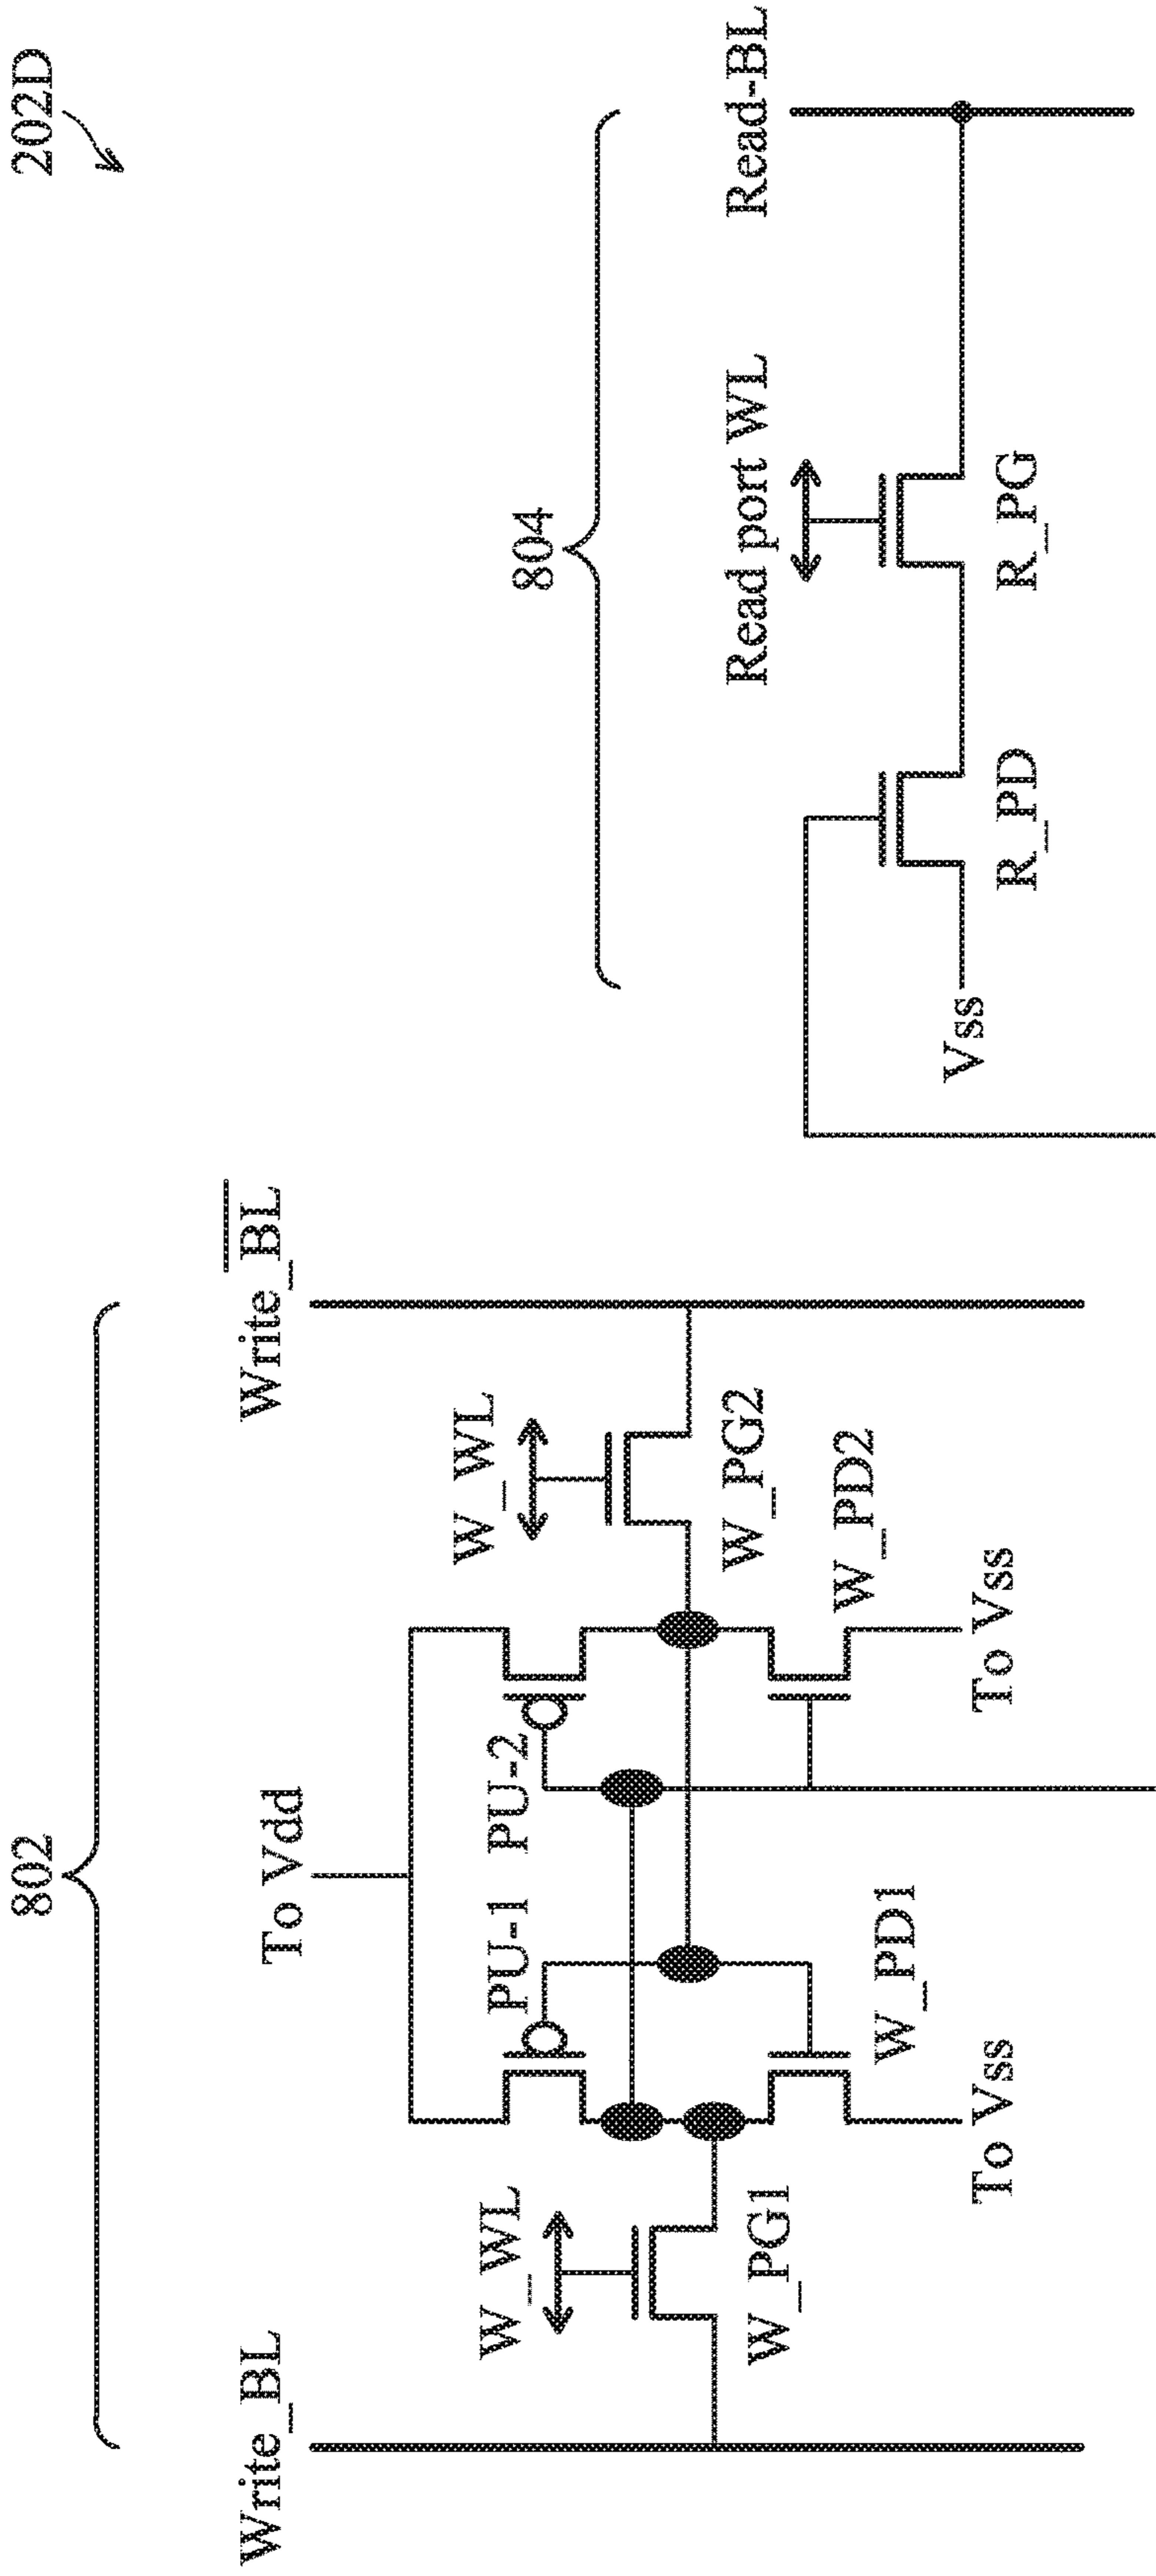 202D
802
804
Write_BL
To Vdd
Write_B̅L̅
W_WL
PU-1
PU-2
W_WL
W_PG1
W_PD1
W_PG2
W_PD2
To Vss
To Vss
Read port WL
Read-BL
Vss
R_PD
R_PG